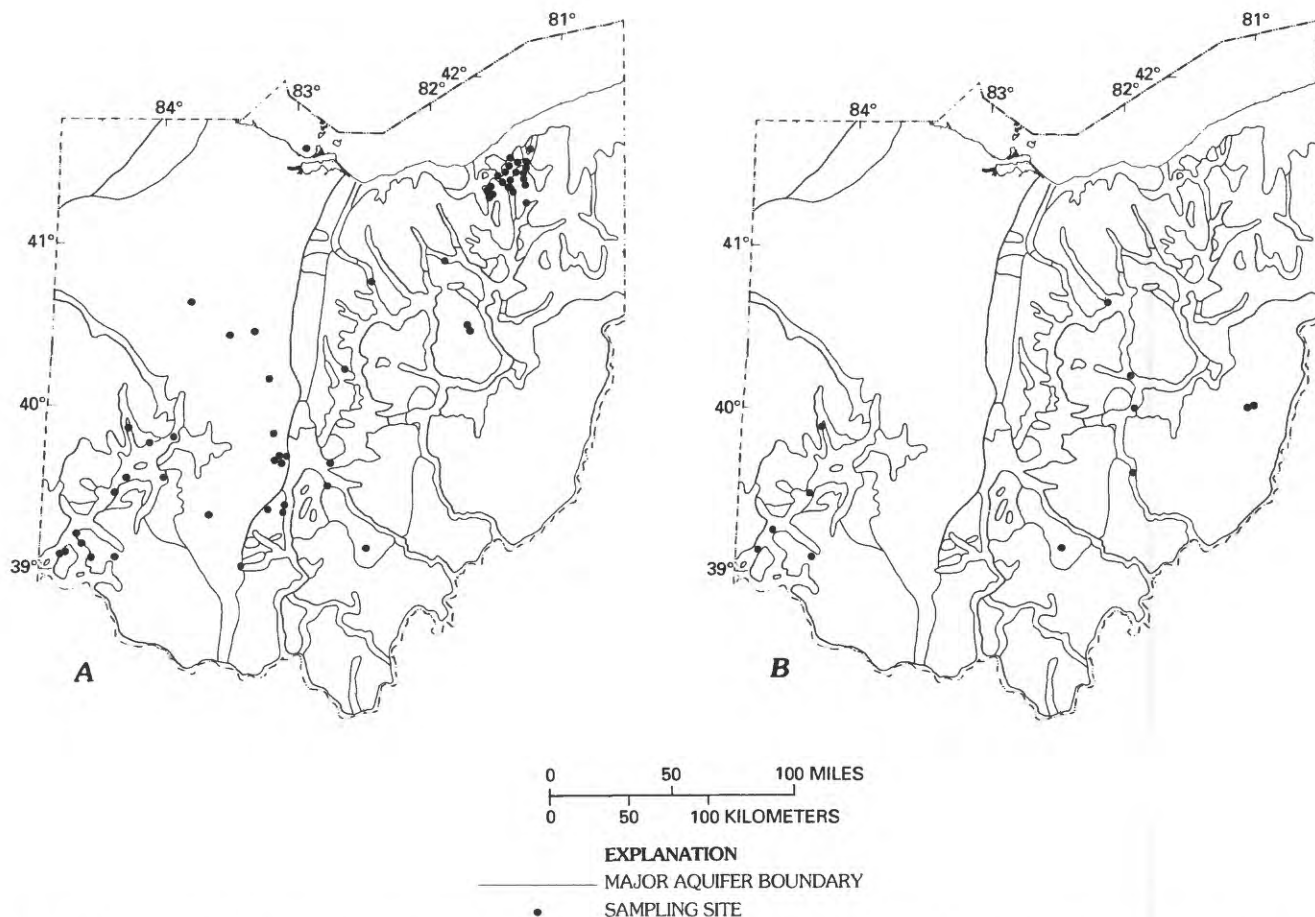 81°
42°
82°
83°
84°
41°
40°
39°
A
81°
42°
82°
83°
84°
41°
40°
39°
B
0 50 100 MILES
0 50 100 KILOMETERS
EXPLANATION
MAJOR AQUIFER BOUNDARY
SAMPLING SITE